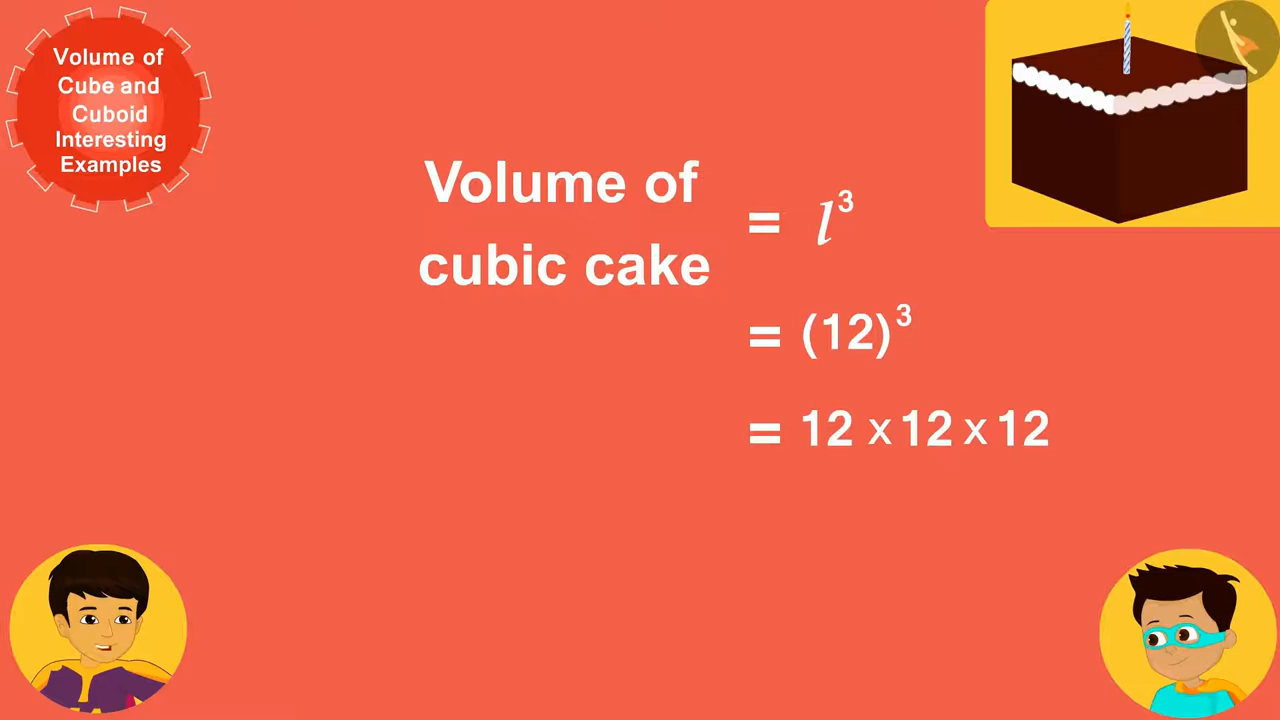 Volume of
Cube and
Cuboid
Interesting
Examples
Volume of
cubic cake
= l³
= (12)³
= 12 x 12 x 12